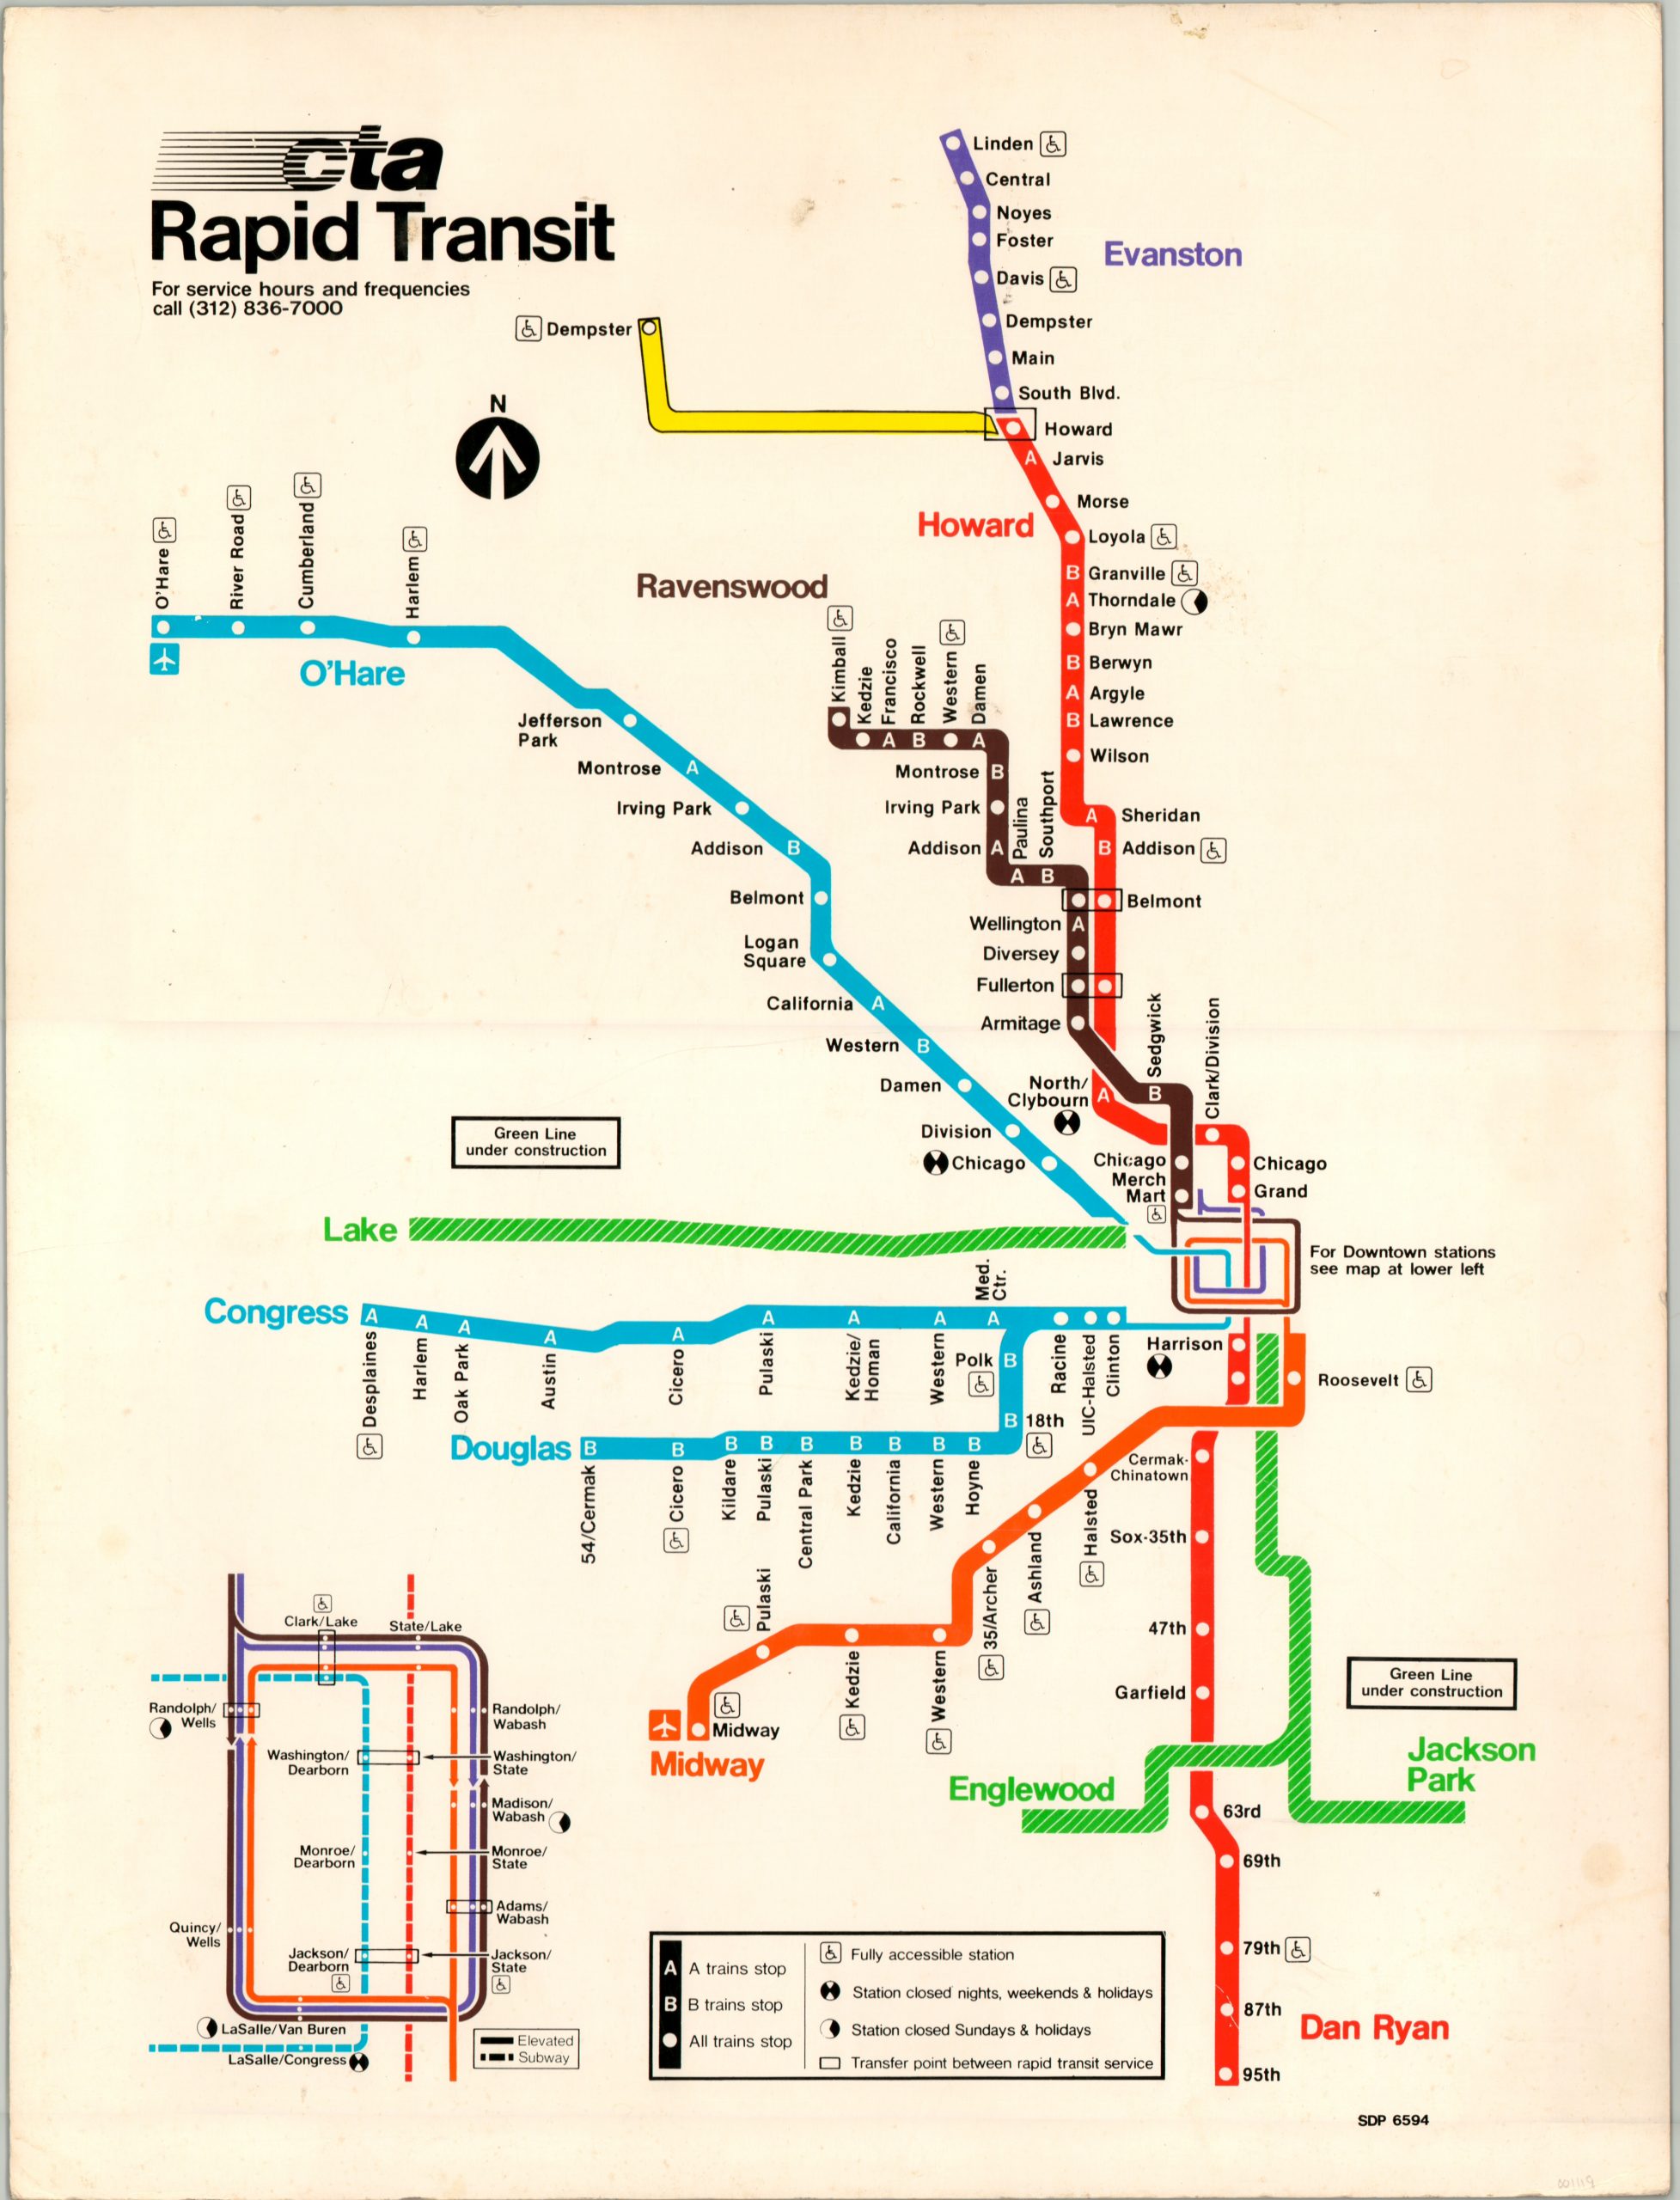 cta
Rapid Transit
For service hours and frequencies
call (312) 836-7000
N
Linden
Central
Noyes
Foster
Evanston
Davis
Dempster
Main
South Blvd.
Dempster
Howard
Jarvis
Morse
Howard
Loyola
Granville
Thorndale
Bryn Mawr
Berwyn
Argyle
Lawrence
Wilson
Sheridan
Addison
Belmont
A
B
A
B
A
B
A
B
O'Hare
River Road
Cumberland
Harlem
O'Hare
Jefferson
Park
Montrose
A
Irving Park
Addison
B
Belmont
Logan
Square
California
A
Western
B
Damen
Division
Chicago
Ravenswood
Kimball
Kedzie
Francisco
Rockwell
Western
Damen
A
B
A
Montrose
B
Irving Park
Addison
A
Paulina
Southport
A
B
Wellington
A
Diversey
Fullerton
Armitage
Sedgwick
B
Clark/Division
North/
Clybourn
A
Chicago
Merch
Mart
Chicago
Grand
Green Line
under construction
Lake
For Downtown stations
see map at lower left
Congress
A
A
A
A
A
A
A
A
A
Desplaines
Harlem
Oak Park
Austin
Cicero
Pulaski
Kedzie/
Homan
Western
Med.
Ctr.
Racine
UIC-Halsted
Clinton
Polk
B
18th
B
Harrison
Roosevelt
Douglas
B
B
B
B
B
B
B
B
B
54/Cermak
Cicero
Kildare
Pulaski
Central Park
Kedzie
California
Western
Hoyne
Cermak-
Chinatown
Sox-35th
47th
Garfield
Halsted
Ashland
35/Archer
Western
Kedzie
Pulaski
Midway
Midway
Green Line
under construction
Englewood
Jackson
Park
63rd
69th
79th
87th
95th
Dan Ryan
Clark/Lake
State/Lake
Randolph/
Wells
Randolph/
Wabash
Washington/
Dearborn
Washington/
State
Madison/
Wabash
Monroe/
Dearborn
Monroe/
State
Quincy/
Wells
Adams/
Wabash
Jackson/
Dearborn
Jackson/
State
LaSalle/Van Buren
LaSalle/Congress
Elevated
Subway
A A trains stop
B B trains stop
All trains stop
Fully accessible station
Station closed nights, weekends & holidays
Station closed Sundays & holidays
Transfer point between rapid transit service
SDP 6594